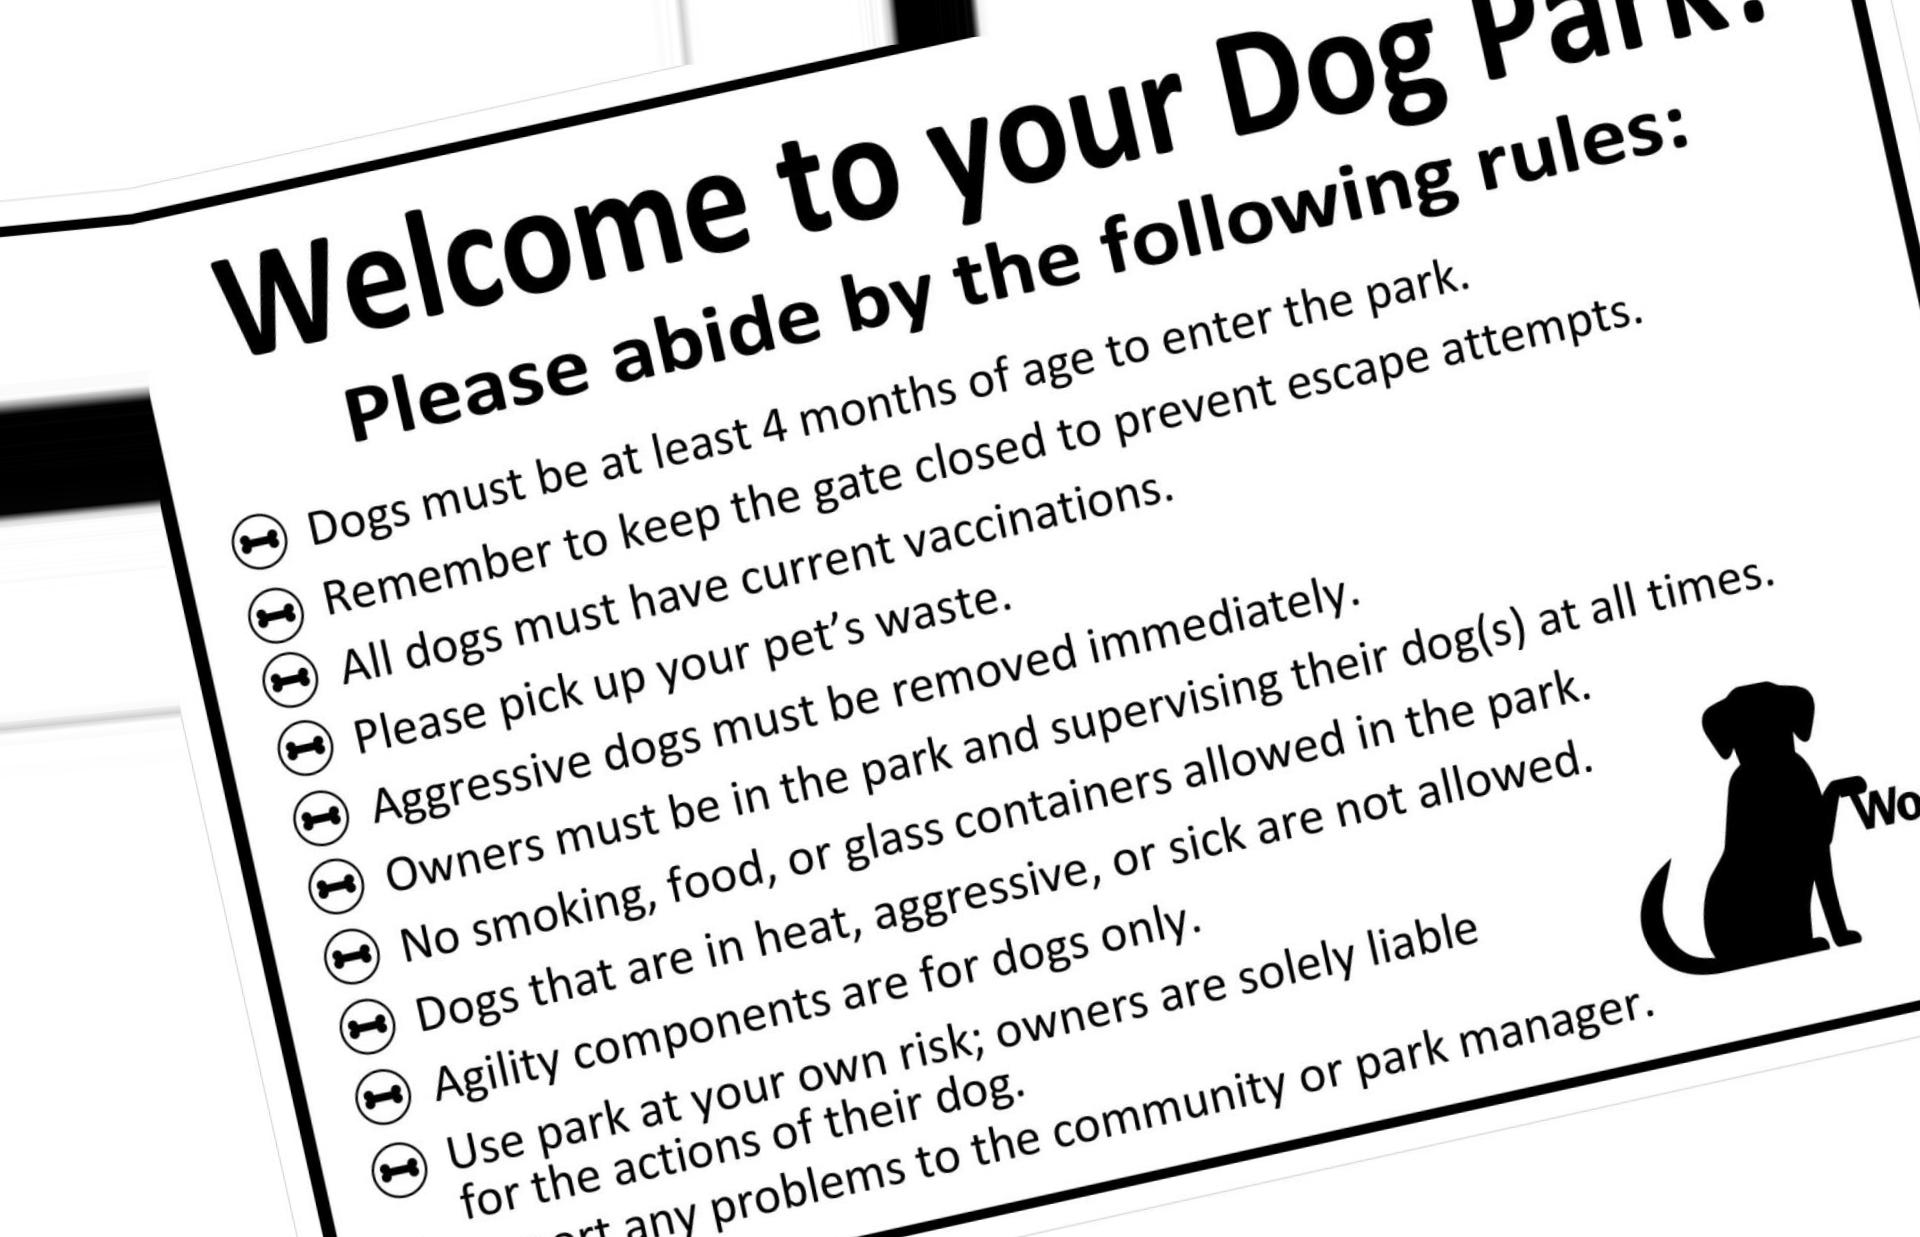 Welcome to your Dog Park!
Please abide by the following rules:
Dogs must be at least 4 months of age to enter the park.
Remember to keep the gate closed to prevent escape attempts.
All dogs must have current vaccinations.
Please pick up your pet’s waste.
Aggressive dogs must be removed immediately.
Owners must be in the park and supervising their dog(s) at all times.
No smoking, food, or glass containers allowed in the park.
Dogs that are in heat, aggressive, or sick are not allowed.
Agility components are for dogs only.
Use park at your own risk; owners are solely liable
for the actions of their dog.
any problems to the community or park manager.